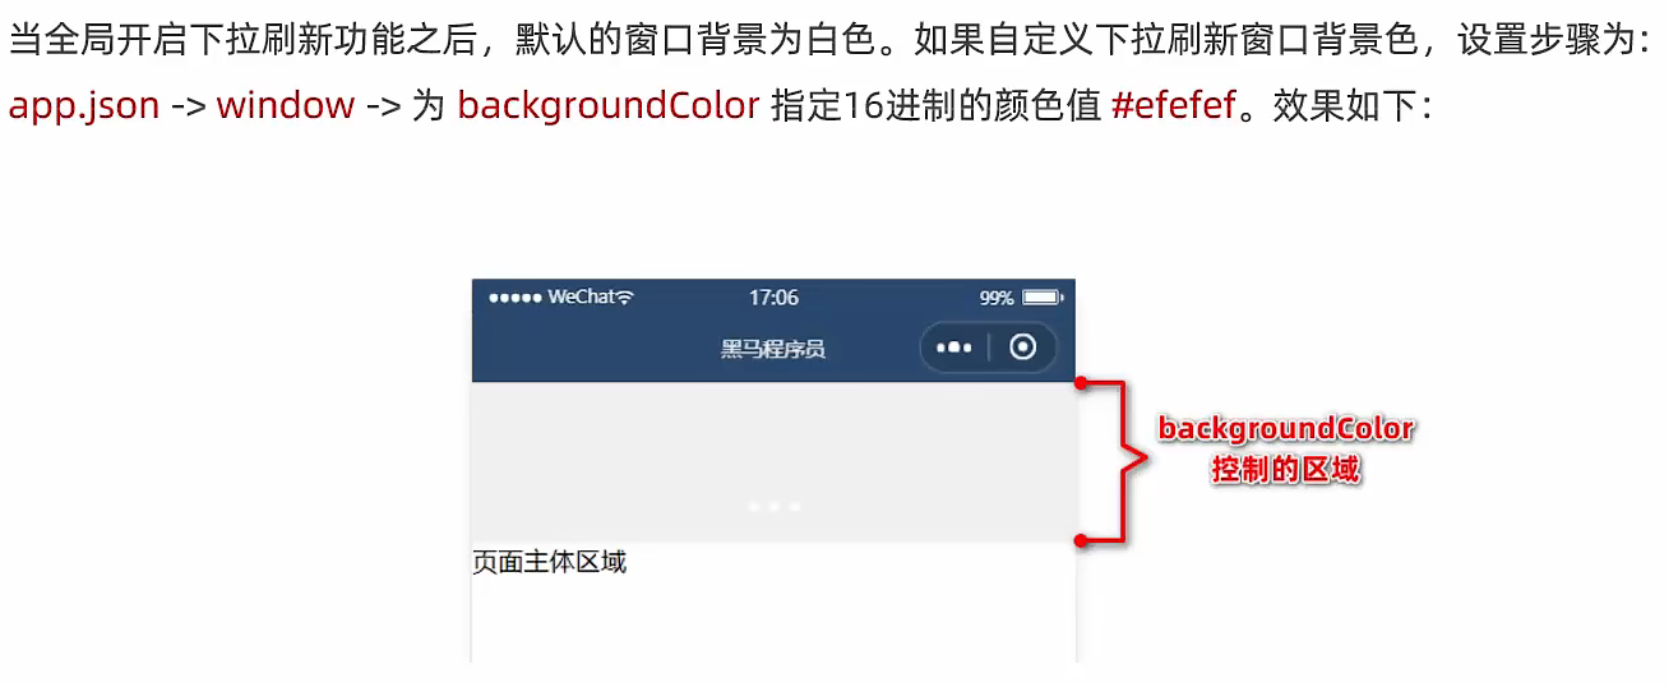 当全局开启下拉刷新功能之后，默认的窗口背景为白色。如果自定义下拉刷新窗口背景色，设置步骤为：
app.json -> window -> 为 backgroundColor 指定16进制的颜色值 #efefef。效果如下：
WeChat 17:06 99%
黑马程序员
backgroundColor
控制的区域
页面主体区域